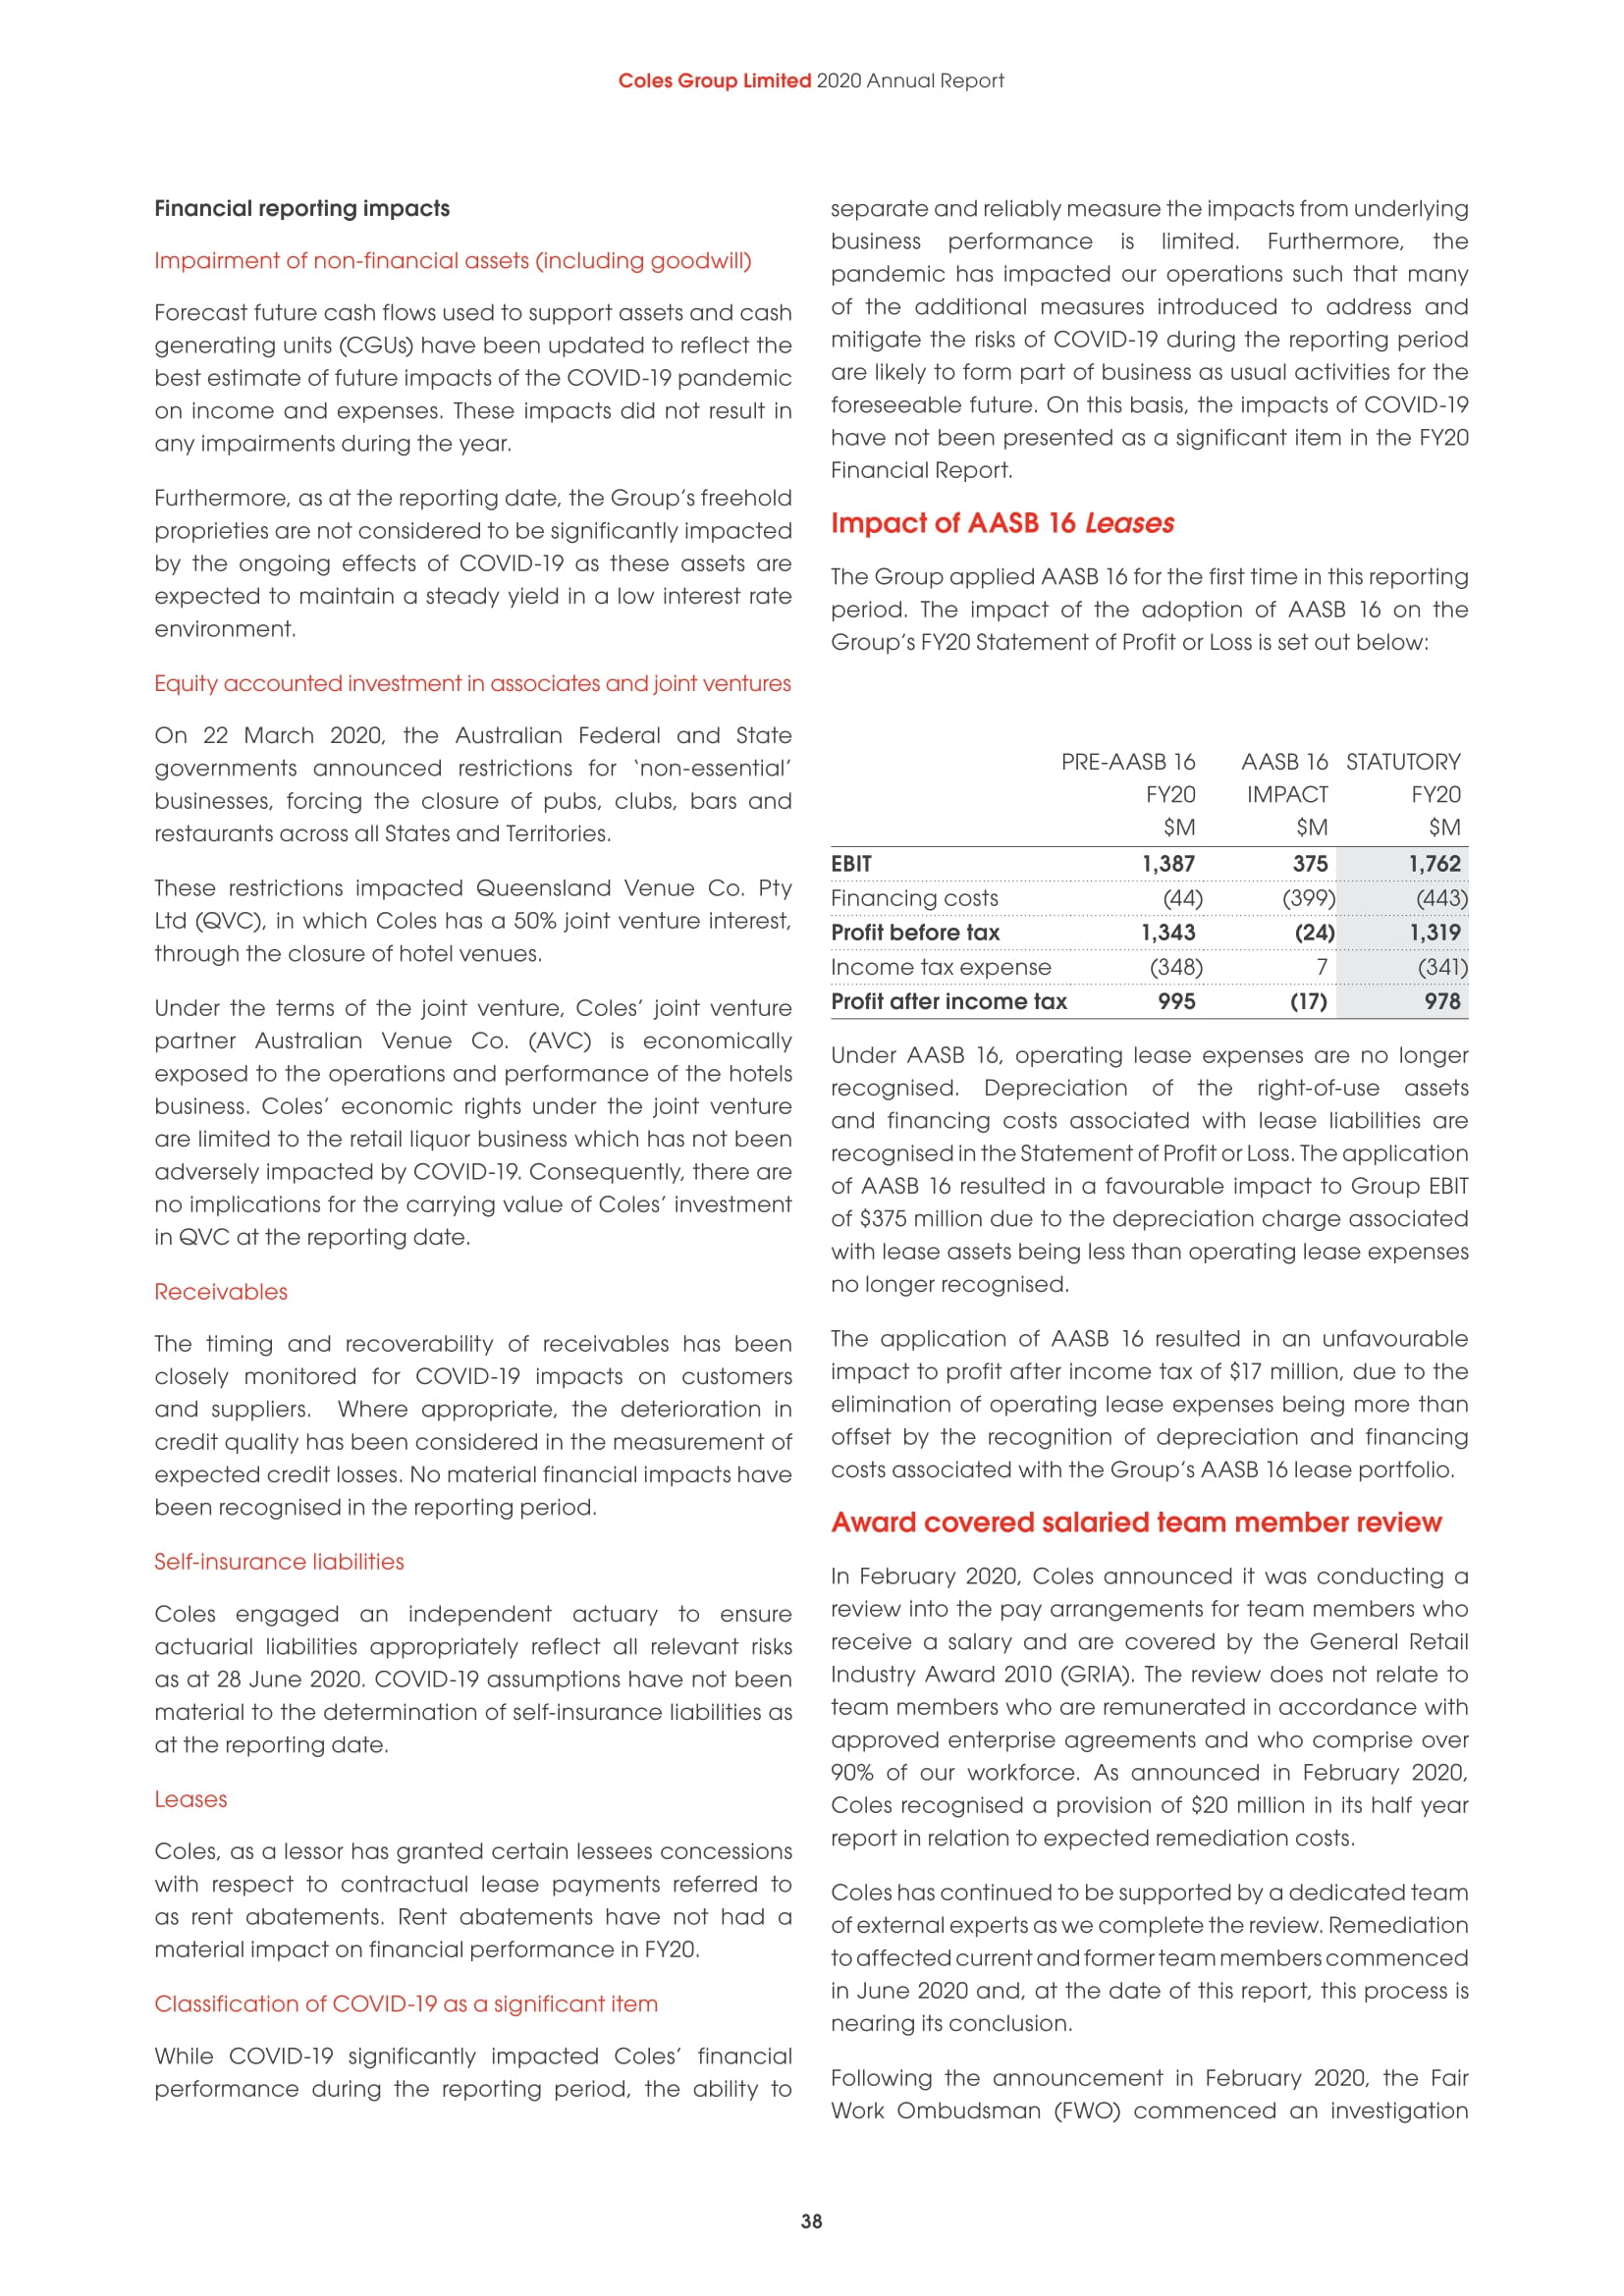 Coles Group Limited 2020 Annual Report
Financial reporting impacts
Impairment of non-financial assets (including goodwill)
Forecast future cash flows used to support assets and cash
generating units (CGUs) have been updated to reflect the
best estimate of future impacts of the COVID-19 pandemic
on income and expenses. These impacts did not result in
any impairments during the year.
Furthermore, as at the reporting date, the Group's freehold
proprieties are not considered to be significantly impacted
by the ongoing effects of COVID-19 as these assets are
expected to maintain a steady yield in a low interest rate
environment.
Equity accounted investment in associates and joint ventures
On 22 March 2020, the Australian Federal and State
governments announced restrictions for 'non-essential'
businesses, forcing the closure of pubs, clubs, bars and
restaurants across all States and Territories.
These restrictions impacted Queensland Venue Co. Pty
Ltd (QVC), in which Coles has a 50% joint venture interest,
through the closure of hotel venues.
Under the terms of the joint venture, Coles' joint venture
partner Australian Venue Co. (AVC) is economically
exposed to the operations and performance of the hotels
business. Coles' economic rights under the joint venture
are limited to the retail liquor business which has not been
adversely impacted by COVID-19. Consequently, there are
no implications for the carrying value of Coles' investment
in QVC at the reporting date.
Receivables
The timing and recoverability of receivables has been
closely monitored for COVID-19 impacts on customers
and suppliers. Where appropriate, the deterioration in
credit quality has been considered in the measurement of
expected credit losses. No material financial impacts have
been recognised in the reporting period.
Self-insurance liabilities
Coles engaged an independent actuary to ensure
actuarial liabilities appropriately reflect all relevant risks
as at 28 June 2020. COVID-19 assumptions have not been
material to the determination of self-insurance liabilities as
at the reporting date.
Leases
Coles, as a lessor has granted certain lessees concessions
with respect to contractual lease payments referred to
as rent abatements. Rent abatements have not had a
material impact on financial performance in FY20.
Classification of COVID-19 as a significant item
While COVID-19 significantly impacted Coles' financial
performance during the reporting period, the ability to
separate and reliably measure the impacts from underlying
business performance is limited. Furthermore, the
pandemic has impacted our operations such that many
of the additional measures introduced to address and
mitigate the risks of COVID-19 during the reporting period
are likely to form part of business as usual activities for the
foreseeable future. On this basis, the impacts of COVID-19
have not been presented as a significant item in the FY20
Financial Report.
Impact of AASB 16 Leases
The Group applied AASB 16 for the first time in this reporting
period. The impact of the adoption of AASB 16 on the
Group's FY20 Statement of Profit or Loss is set out below:
PRE-AASB 16 AASB 16 STATUTORY
FY20 IMPACT FY20
$M $M $M
EBIT 1,387 375 1,762
Financing costs (44) (399) (443)
Profit before tax 1,343 (24) 1,319
Income tax expense (348) 7 (341)
Profit after income tax 995 (17) 978
Under AASB 16, operating lease expenses are no longer
recognised. Depreciation of the right-of-use assets
and financing costs associated with lease liabilities are
recognised in the Statement of Profit or Loss. The application
of AASB 16 resulted in a favourable impact to Group EBIT
of $375 million due to the depreciation charge associated
with lease assets being less than operating lease expenses
no longer recognised.
The application of AASB 16 resulted in an unfavourable
impact to profit after income tax of $17 million, due to the
elimination of operating lease expenses being more than
offset by the recognition of depreciation and financing
costs associated with the Group's AASB 16 lease portfolio.
Award covered salaried team member review
In February 2020, Coles announced it was conducting a
review into the pay arrangements for team members who
receive a salary and are covered by the General Retail
Industry Award 2010 (GRIA). The review does not relate to
team members who are remunerated in accordance with
approved enterprise agreements and who comprise over
90% of our workforce. As announced in February 2020,
Coles recognised a provision of $20 million in its half year
report in relation to expected remediation costs.
Coles has continued to be supported by a dedicated team
of external experts as we complete the review. Remediation
to affected current and former team members commenced
in June 2020 and, at the date of this report, this process is
nearing its conclusion.
Following the announcement in February 2020, the Fair
Work Ombudsman (FWO) commenced an investigation
38